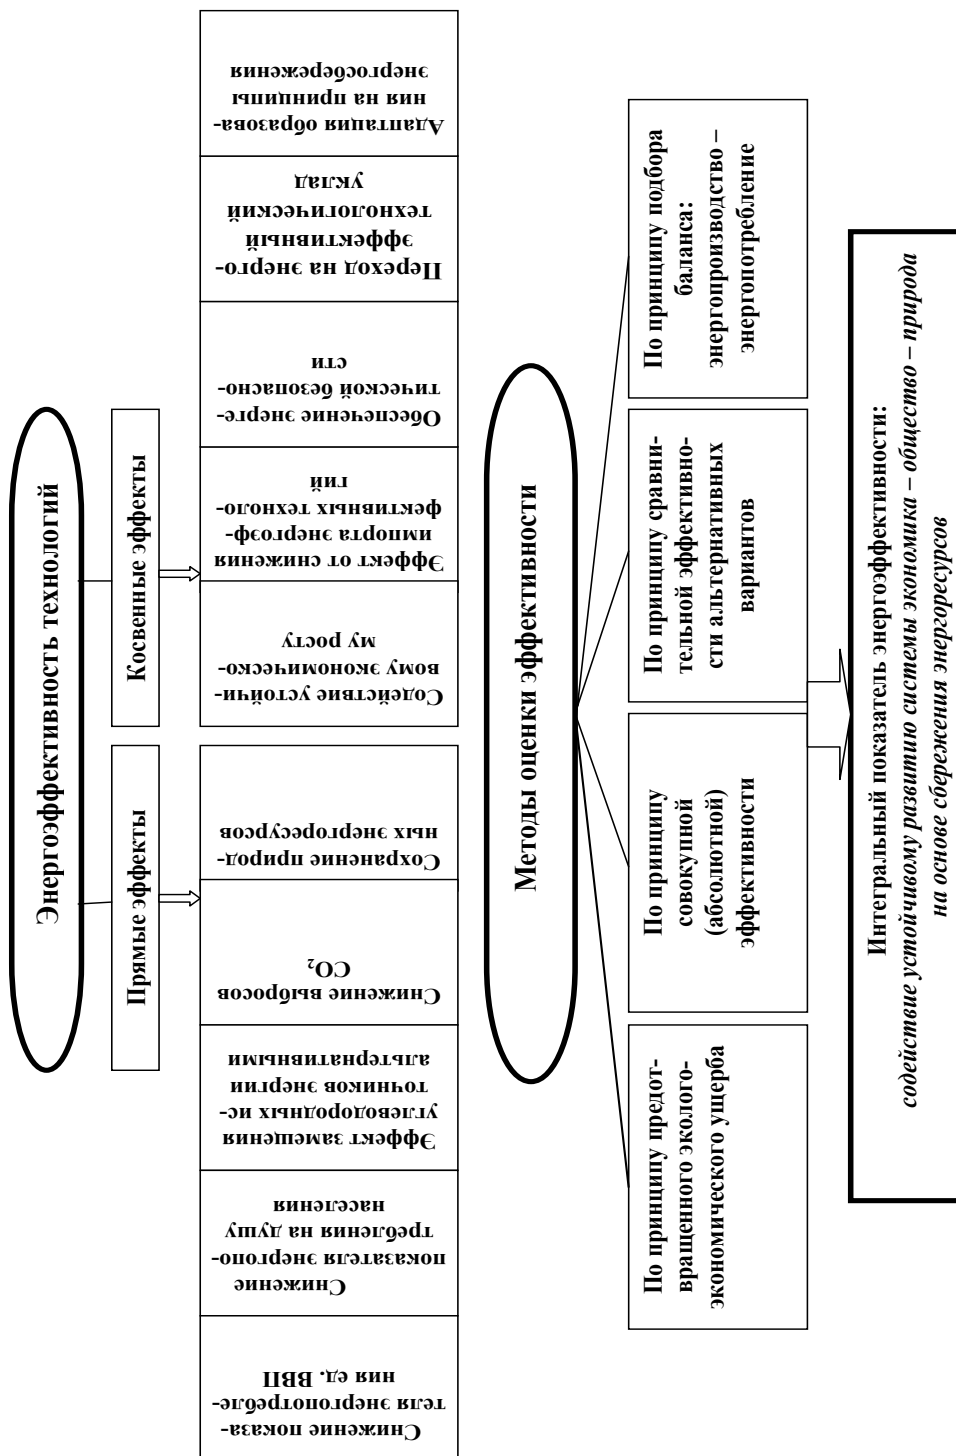 Энергоэффективность технологий
Прямые эффекты
Косвенные эффекты
Снижение показа-
теля энергопотребле-
ния ед. ВВП
Снижение
показателя энергопо-
требления на душу
населения
Эффект замещения
углеводородных ис-
точников энергии
альтернативными
Снижение выбросов
CO₂
Сохранение природ-
ных энергоресурсов
Содействие устойчи-
вому экономическо-
му росту
Эффект от снижения
импорта энергоэф-
фективных техноло-
гий
Обеспечение энерге-
тической безопасно-
сти
Переход на энерго-
эффективный
технологический
уклад
Адаптация образова-
ния на принципы
энергосбережения
Методы оценки эффективности
По принципу предот-
вращенного эколого-
экономического ущерба
По принципу
совокупной
(абсолютной)
эффективности
По принципу сравни-
тельной эффективно-
сти альтернативных
вариантов
По принципу подбора
баланса:
энергопроизводство –
энергопотребление
Интегральный показатель энергоэффективности:
содействие устойчивому развитию системы экономика – общество – природа
на основе сбережения энергоресурсов